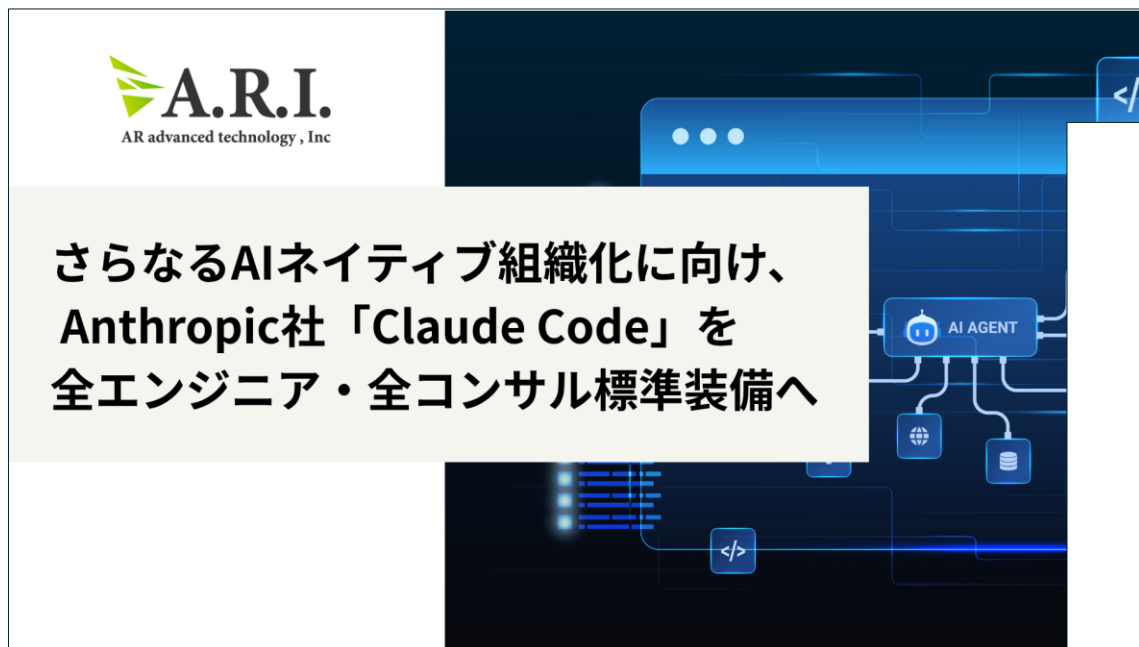 A.R.I.
AR advanced technology , Inc
さらなるAIネイティブ組織化に向け、
Anthropic社「Claude Code」を
全エンジニア・全コンサル標準装備へ
AI AGENT
</>